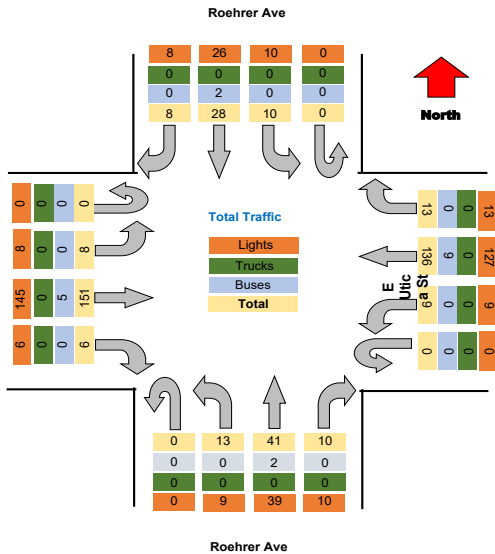 Roehrer Ave
8 26 10 0
0 0 0 0
0 2 0 0
8 28 10 0
North
0 0 0 0
8 0 0 8
145 0 5 151
6 0 0 6
Total Traffic
Lights
Trucks
Buses
Total
13 0 0 13
136 9 0 127
9 0 0 9
0 0 0 0
E
Utic
a St
0 13 41 10
0 0 2 0
0 0 0 0
0 9 39 10
Roehrer Ave